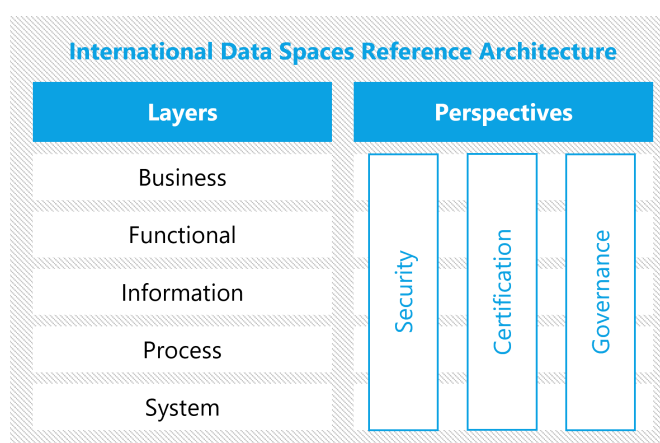 International Data Spaces Reference Architecture
Layers
Perspectives
Business
Functional
Information
Process
System
Security
Certification
Governance